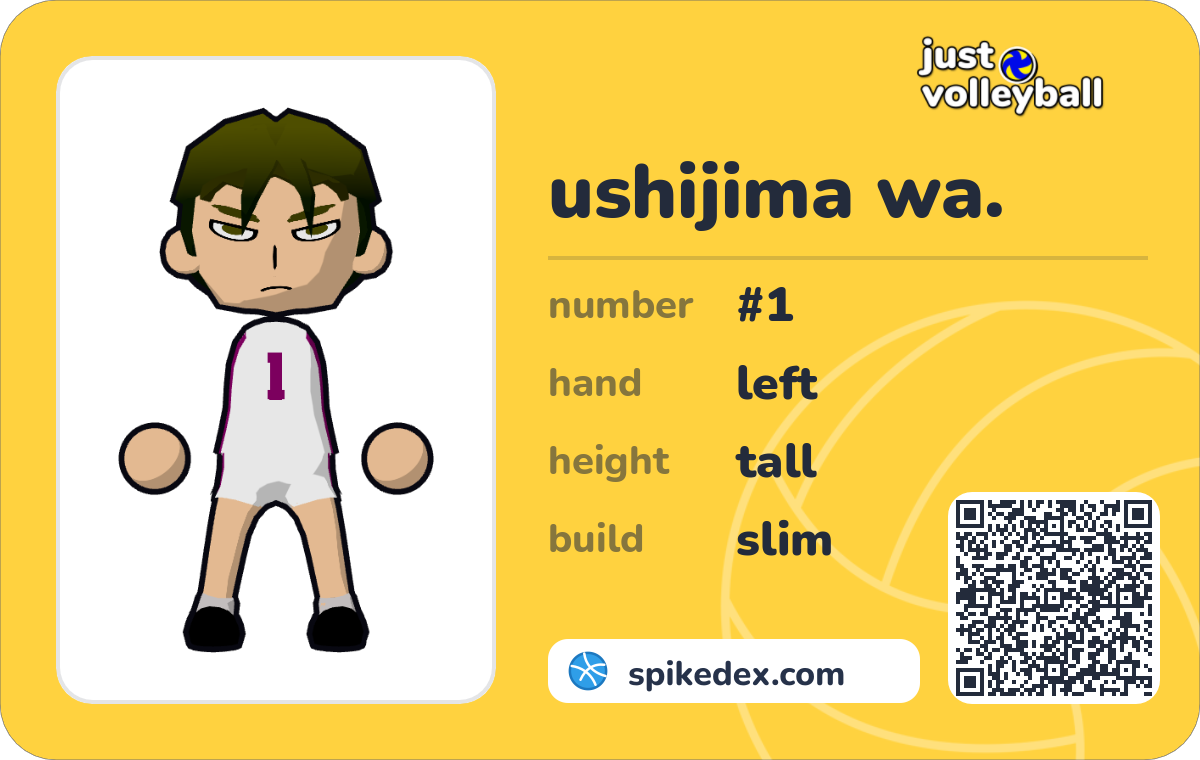 just
volleyball
ushijima wa.
number #1
hand left
height tall
build slim
1
spikedex.com